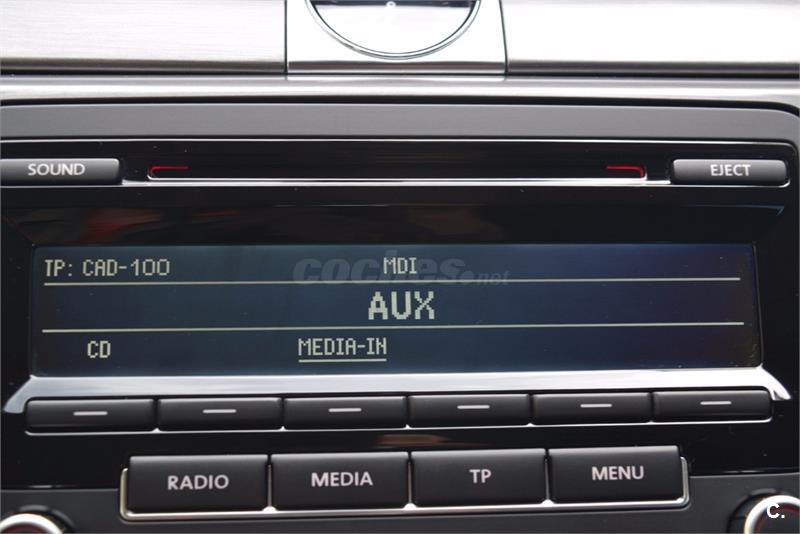 SOUND
EJECT
TP: CAD-100 MDI
coches.net
AUX
CD MEDIA-IN
RADIO MEDIA TP MENU
C.